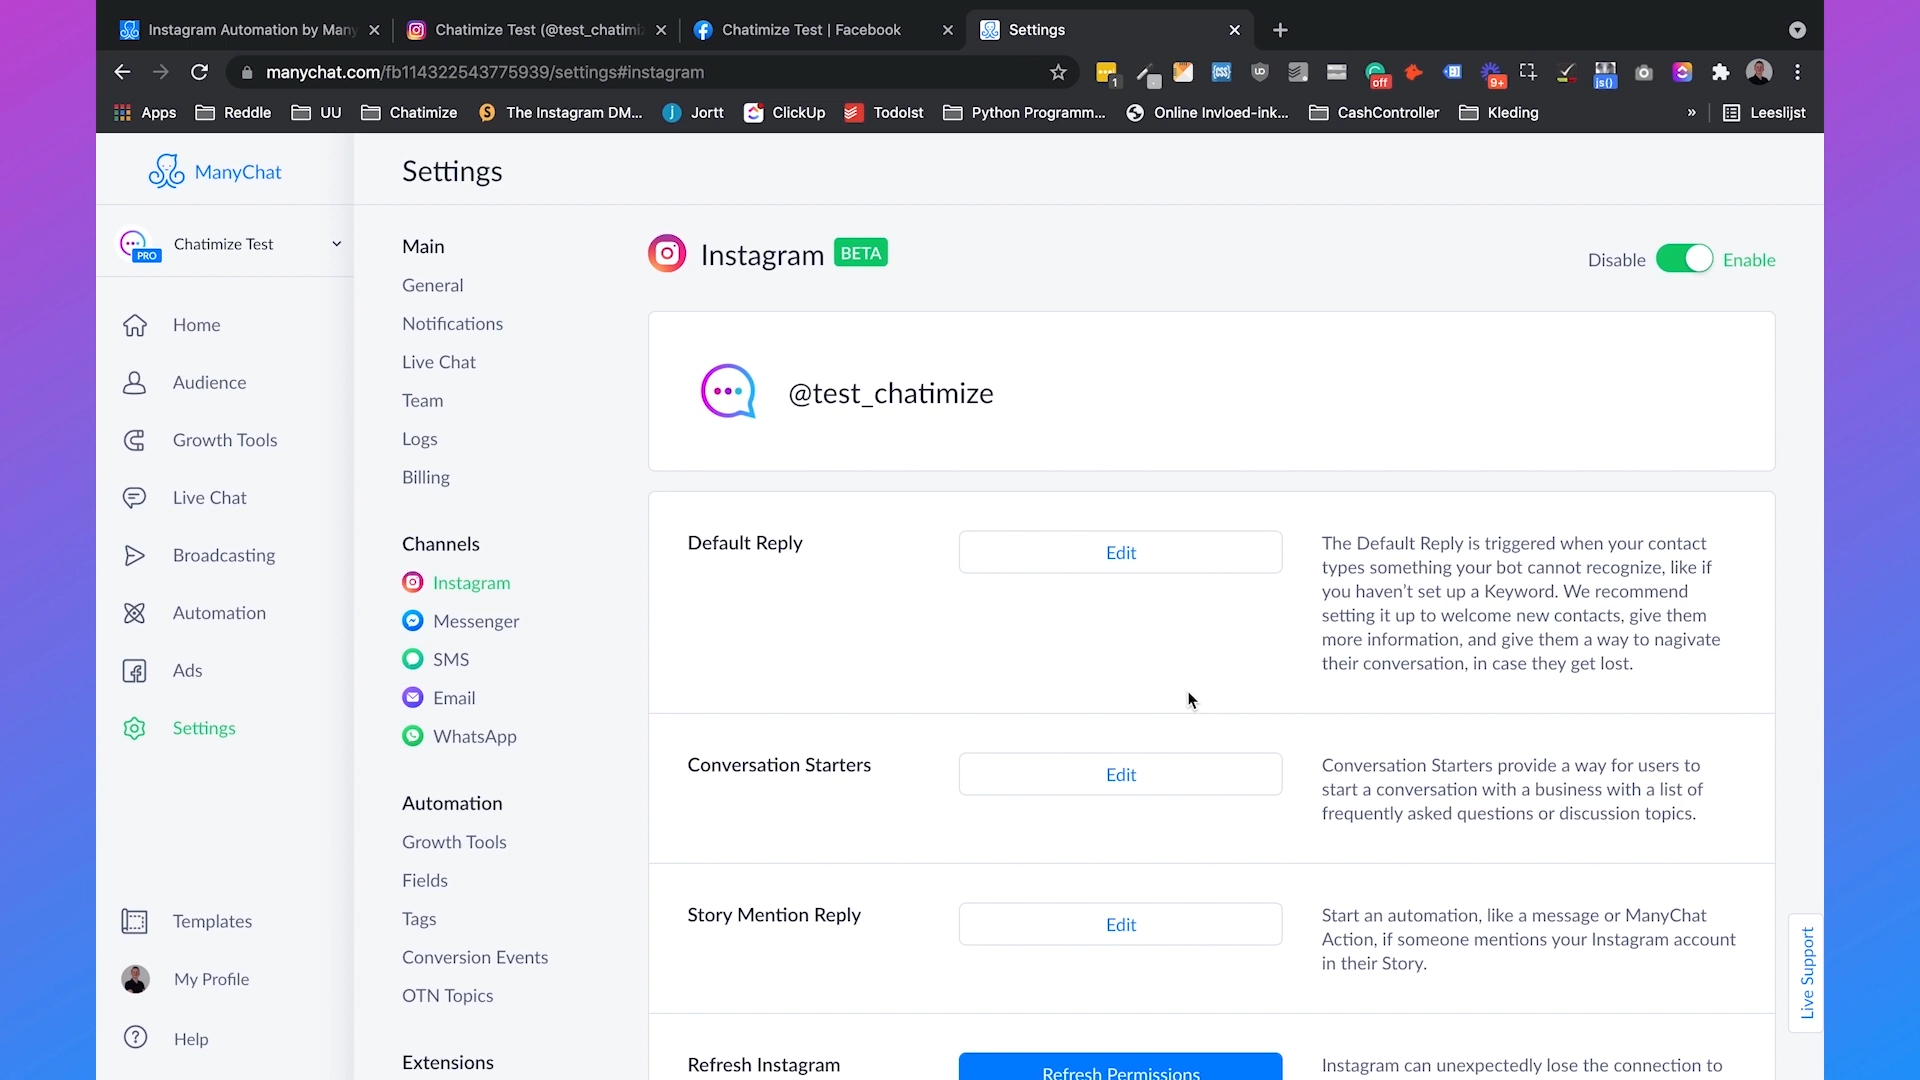 Instagram Automation by Many
Chatimize Test (@test_chatimiz
Chatimize Test | Facebook
Settings
manychat.com/fb114322543775939/settings#instagram
1
off
9+
js()
Apps
Reddle
UU
Chatimize
The Instagram DM...
Jortt
ClickUp
TodoIst
Python Programm...
Online Invloed-ink...
CashController
Kleding
»
Leeslijst
ManyChat
Settings
Chatimize Test
PRO
Home
Audience
Growth Tools
Live Chat
Broadcasting
Automation
Ads
Settings
Templates
My Profile
Help
Main
General
Notifications
Live Chat
Team
Logs
Billing
Channels
Instagram
Messenger
SMS
Email
WhatsApp
Automation
Growth Tools
Fields
Tags
Conversion Events
OTN Topics
Extensions
Instagram BETA
Disable
Enable
@test_chatimize
Default Reply
Edit
The Default Reply is triggered when your contact
types something your bot cannot recognize, like if
you haven't set up a Keyword. We recommend
setting it up to welcome new contacts, give them
more information, and give them a way to nagivate
their conversation, in case they get lost.
Conversation Starters
Edit
Conversation Starters provide a way for users to
start a conversation with a business with a list of
frequently asked questions or discussion topics.
Story Mention Reply
Edit
Start an automation, like a message or ManyChat
Action, if someone mentions your Instagram account
in their Story.
Refresh Instagram
Refresh Permissions
Instagram can unexpectedly lose the connection to
Live Support